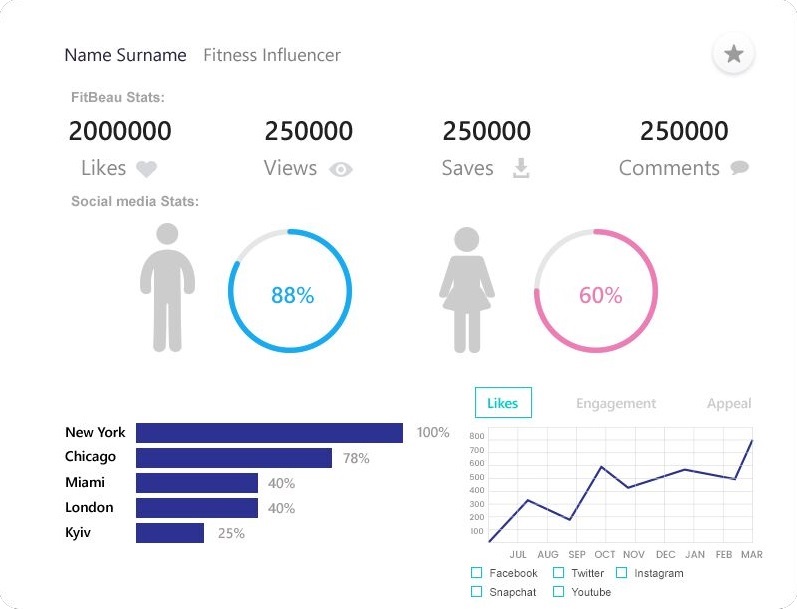 Name Surname Fitness Influencer
FitBeau Stats:
2000000 250000 250000 250000
Likes Views Saves Comments
Social media Stats:
88% 60%
Likes Engagement Appeal
New York 100%
Chicago 78%
Miami 40%
London 40%
Kyiv 25%
800
700
600
500
400
300
200
100
JUL AUG SEP OCT NOV DEC JAN FEB MAR
Facebook Twitter Instagram
Snapchat Youtube